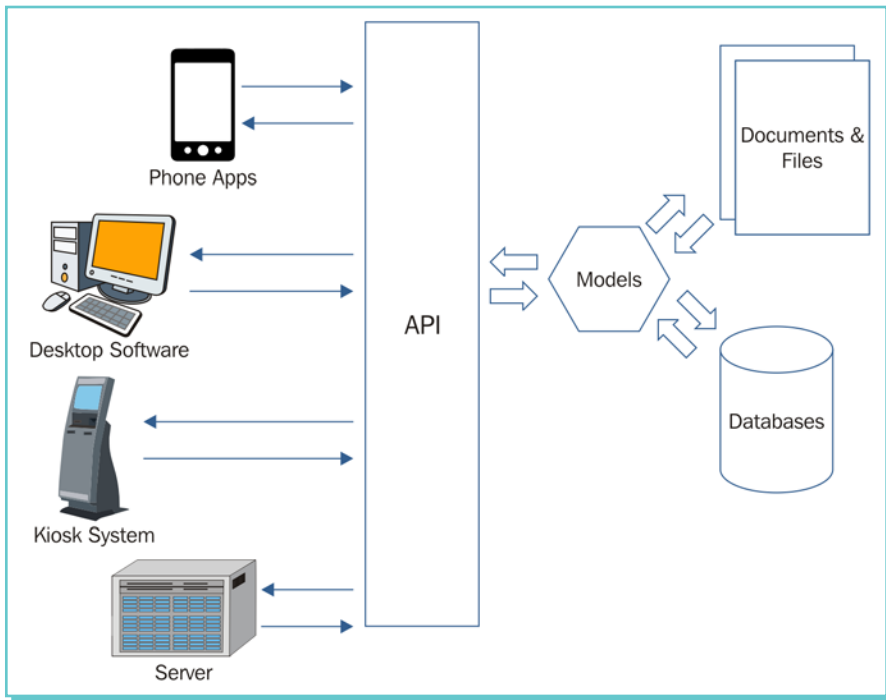 Phone Apps
Desktop Software
Kiosk System
Server
API
Models
Documents &
Files
Databases